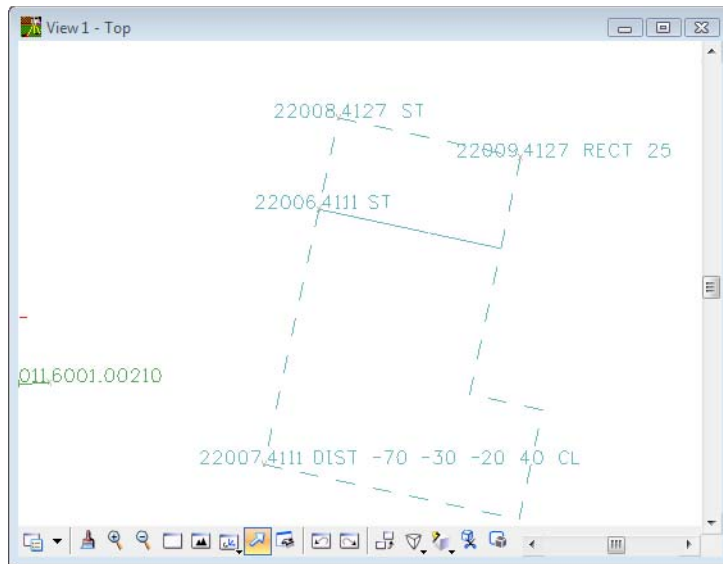 View 1 - Top
22008,4127 ST
22009,4127 RECT 25
22006,4111 ST
011,6001.00210
22007,4111 DIST -70 -30 -20 40 CL